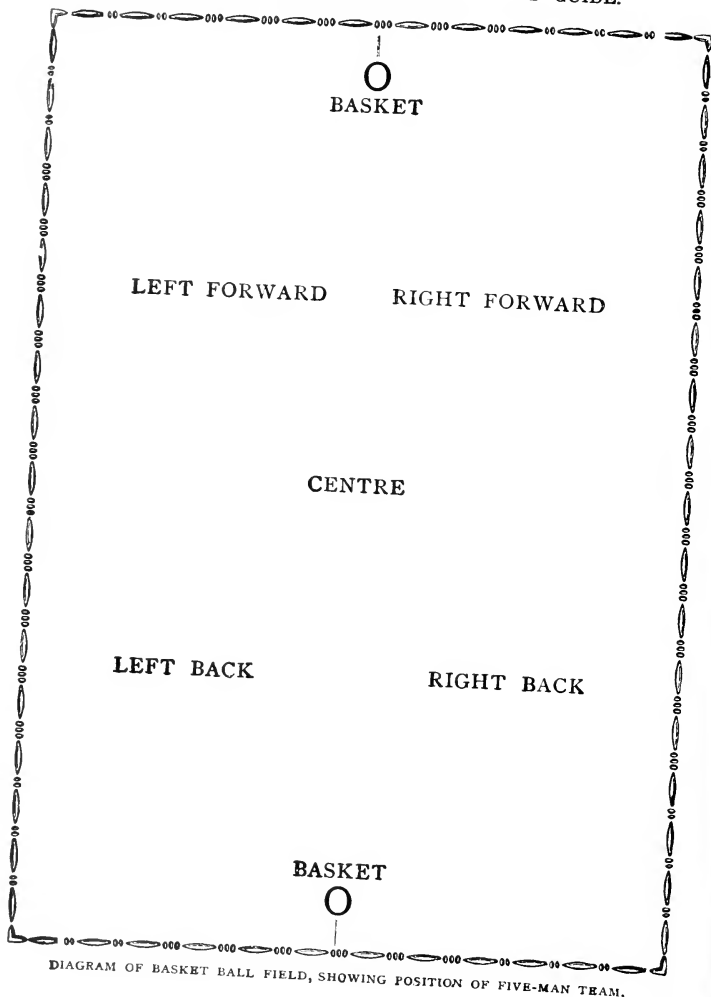 GUIDE.
O
BASKET
LEFT FORWARD RIGHT FORWARD
CENTRE
LEFT BACK RIGHT BACK
BASKET
O
DIAGRAM OF BASKET BALL FIELD, SHOWING POSITION OF FIVE-MAN TEAM.